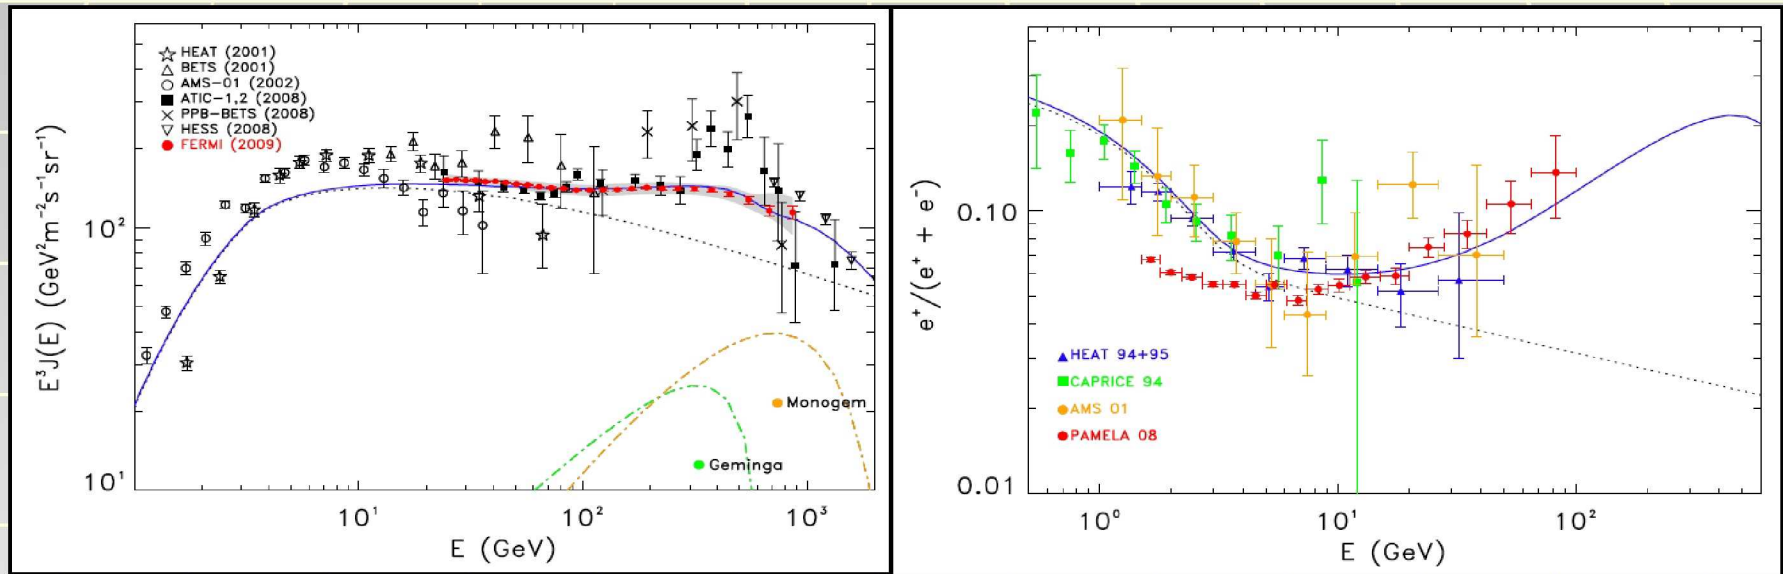 HEAT (2001)
BETS (2001)
AMS-01 (2002)
ATIC-1,2 (2008)
PPB-BETS (2008)
HESS (2008)
FERMI (2009)
E³J(E) (GeV²m⁻²s⁻¹sr⁻¹)
10²
10¹
Monogem
Geminga
10¹ 10² 10³
E (GeV)
e⁺/(e⁺ + e⁻)
0.10
0.01
HEAT 94+95
CAPRICE 94
AMS 01
PAMELA 08
10⁰ 10¹ 10²
E (GeV)